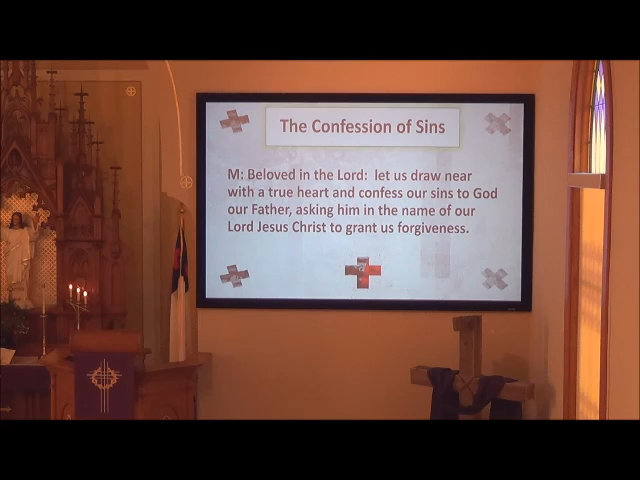 The Confession of Sins
M: Beloved in the Lord:  let us draw near
with a true heart and confess our sins to God
our Father, asking him in the name of our
Lord Jesus Christ to grant us forgiveness.